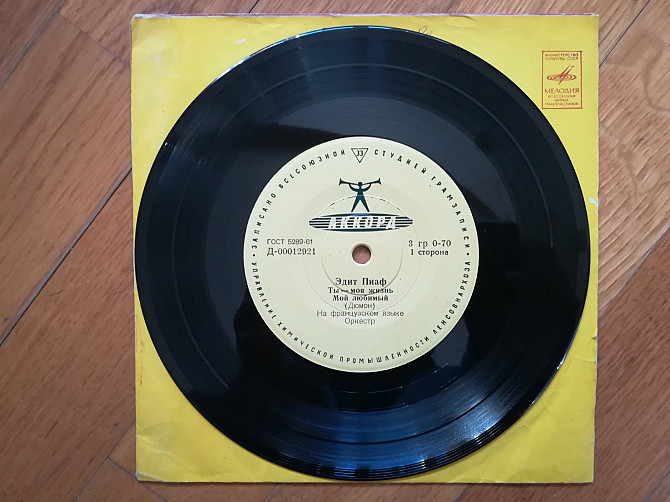 МИНИСТЕРСТВО
КУЛЬТУРЫ СССР
МЕЛОДИЯ
ВСЕСОЮЗНАЯ
ФИРМА
ГРАМПЛАСТИНОК
ЗАПИСАНО ВСЕСОЮЗНОЙ 33 СТУДИЕЙ ГРАМЗАПИСИ
АККОРД
ГОСТ 5289-61
Д-00012921
3 гр 0-70
1 сторона
Эдит Пиаф
Ты — моя жизнь
Мой любимый
(Дюмон)
На французском языке
Оркестр
УПРАВЛЕНИЕ ХИМИЧЕСКОЙ ПРОМЫШЛЕННОСТИ ЛЕНСОВНАРХОЗА